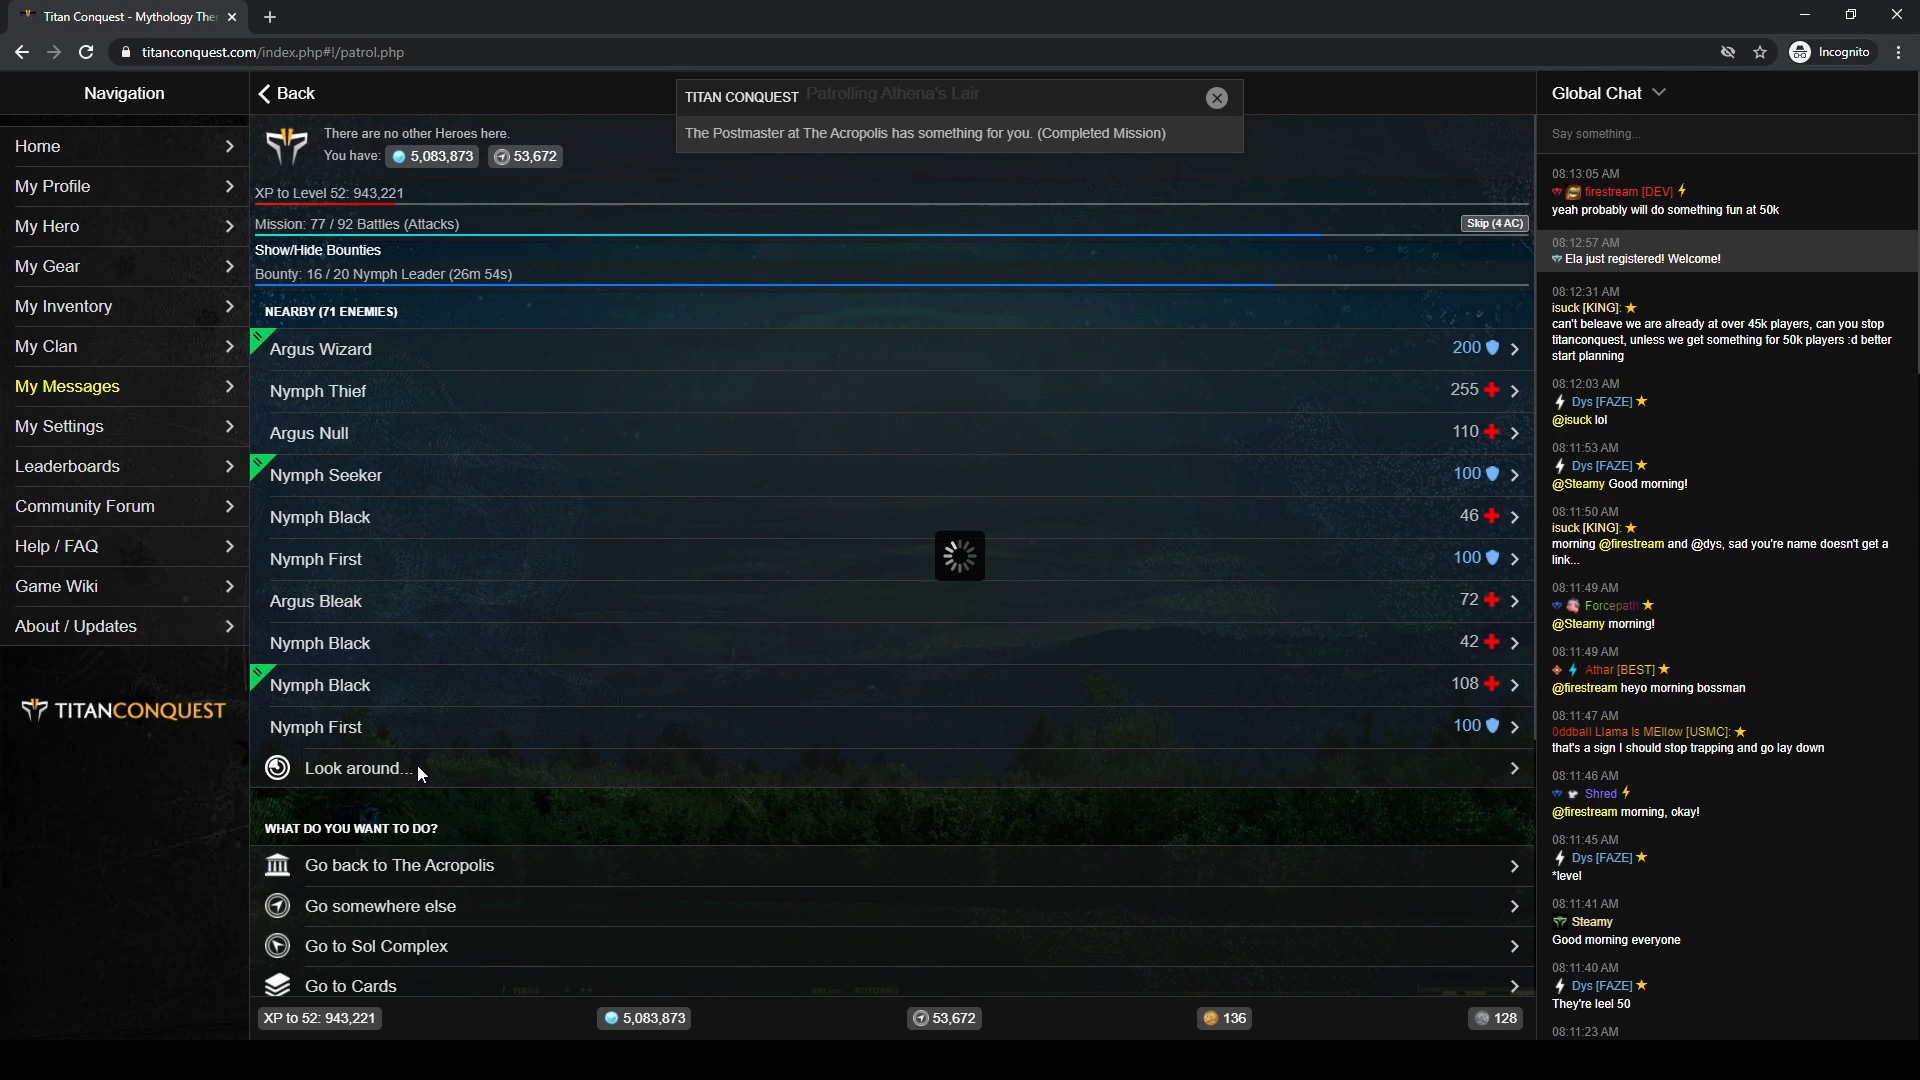 Titan Conquest - Mythology Ther
titanconquest.com/index.php#!/patrol.php
Incognito
Navigation
Home
My Profile
My Hero
My Gear
My Inventory
My Clan
My Messages
My Settings
Leaderboards
Community Forum
Help / FAQ
Game Wiki
About / Updates
TITANCONQUEST
Back
Patrolling Athena's Lair
TITAN CONQUEST
The Postmaster at The Acropolis has something for you. (Completed Mission)
There are no other Heroes here.
You have: 5,083,873 53,672
XP to Level 52: 943,221
Mission: 77 / 92 Battles (Attacks)
Skip (4 AC)
Show/Hide Bounties
Bounty: 16 / 20 Nymph Leader (26m 54s)
NEARBY (71 ENEMIES)
Argus Wizard 200
Nymph Thief 255
Argus Null 110
Nymph Seeker 100
Nymph Black 46
Nymph First 100
Argus Bleak 72
Nymph Black 42
Nymph Black 108
Nymph First 100
Look around...
WHAT DO YOU WANT TO DO?
Go back to The Acropolis
Go somewhere else
Go to Sol Complex
Go to Cards
XP to 52: 943,221 5,083,873 53,672 136 128
Global Chat
Say something...
08:13:05 AM
firestream [DEV]
yeah probably will do something fun at 50k
08:12:57 AM
Ela just registered! Welcome!
08:12:31 AM
isuck [KING]:
can't beleave we are already at over 45k players, can you stop
titanconquest, unless we get something for 50k players :d better
start planning
08:12:03 AM
Dys [FAZE]
@isuck lol
08:11:53 AM
Dys [FAZE]
@Steamy Good morning!
08:11:50 AM
isuck [KING]:
morning @firestream and @dys, sad you're name doesn't get a
link...
08:11:49 AM
Forcepath
@Steamy morning!
08:11:49 AM
Athar [BEST]
@firestream heyo morning bossman
08:11:47 AM
Oddball Llama Is MEllow [USMC]:
that's a sign I should stop trapping and go lay down
08:11:46 AM
Shred
@firestream morning, okay!
08:11:45 AM
Dys [FAZE]
*level
08:11:41 AM
Steamy
Good morning everyone
08:11:40 AM
Dys [FAZE]
They're leel 50
08:11:23 AM